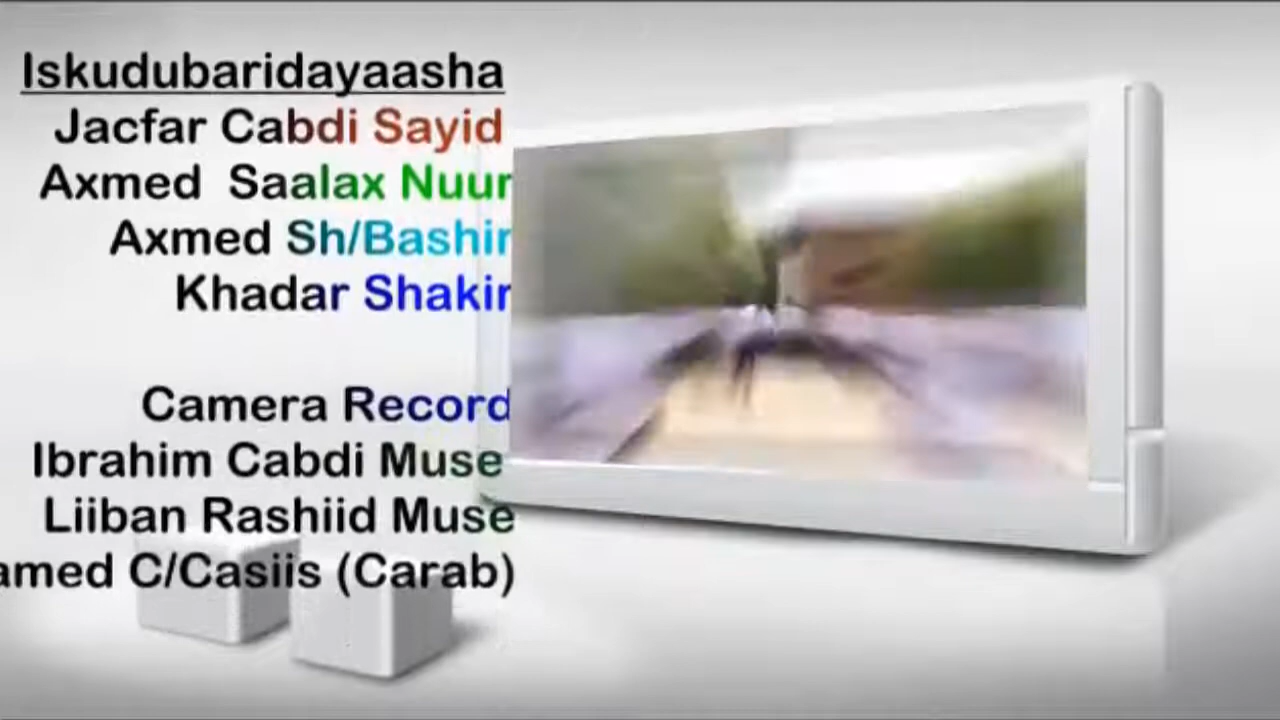 Iskudubaridayaasha
Jacfar Cabdi Sayid
Axmed Saalax Nuur
Axmed Sh/Bashir
Khadar Shakir
Camera Record
Ibrahim Cabdi Muse
Liiban Rashiid Muse
C/Casiis (Carab)